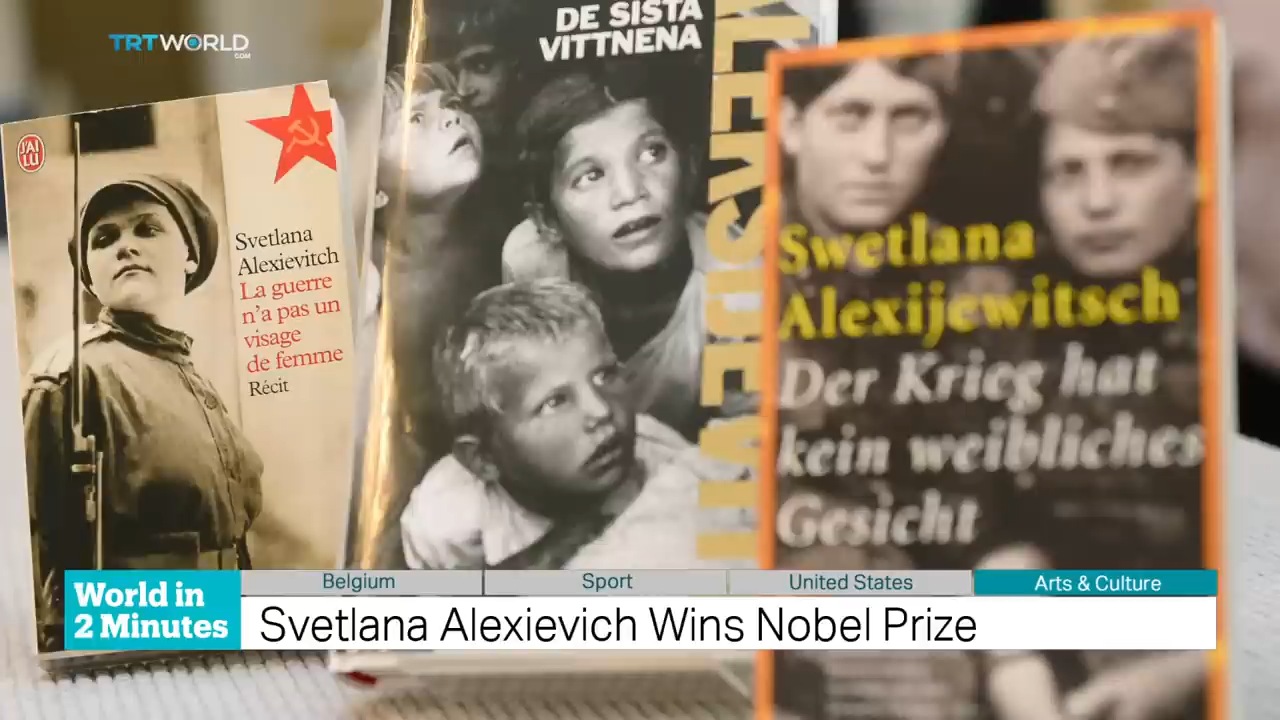 TRTWORLD
.COM
J'AI
LU
Svetlana
Alexievitch
La guerre
n'a pas un
visage
de femme
Récit
DE SISTA
VITTNENA
Swetlana
Alexijewitsch
Der Krieg hat
kein weibliches
Gesicht
World in
2 Minutes
Belgium
Sport
United States
Arts & Culture
Svetlana Alexievich Wins Nobel Prize